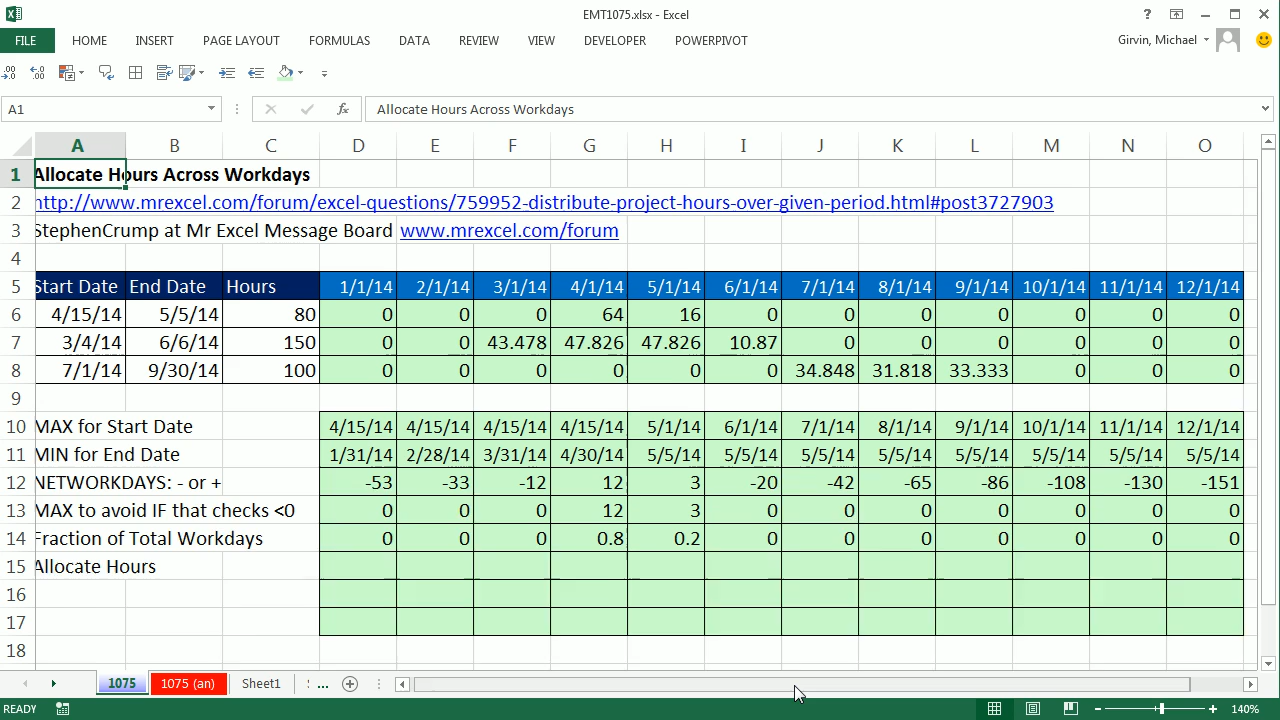 EMT1075.xlsx - Excel
FILE HOME INSERT PAGE LAYOUT FORMULAS DATA REVIEW VIEW DEVELOPER POWERPIVOT Girvin, Michael
A1 fx Allocate Hours Across Workdays
A B C D E F G H I J K L M N O
1 Allocate Hours Across Workdays
2 http://www.mrexcel.com/forum/excel-questions/759952-distribute-project-hours-over-given-period.html#post3727903
3 StephenCrump at Mr Excel Message Board www.mrexcel.com/forum
4
5 Start Date End Date Hours 1/1/14 2/1/14 3/1/14 4/1/14 5/1/14 6/1/14 7/1/14 8/1/14 9/1/14 10/1/14 11/1/14 12/1/14
6 4/15/14 5/5/14 80 0 0 0 64 16 0 0 0 0 0 0 0
7 3/4/14 6/6/14 150 0 0 43.478 47.826 47.826 10.87 0 0 0 0 0 0
8 7/1/14 9/30/14 100 0 0 0 0 0 0 34.848 31.818 33.333 0 0 0
9
10 MAX for Start Date 4/15/14 4/15/14 4/15/14 4/15/14 5/1/14 6/1/14 7/1/14 8/1/14 9/1/14 10/1/14 11/1/14 12/1/14
11 MIN for End Date 1/31/14 2/28/14 3/31/14 4/30/14 5/5/14 5/5/14 5/5/14 5/5/14 5/5/14 5/5/14 5/5/14 5/5/14
12 NETWORKDAYS: - or + -53 -33 -12 12 3 -20 -42 -65 -86 -108 -130 -151
13 MAX to avoid IF that checks <0 0 0 0 12 3 0 0 0 0 0 0 0
14 Fraction of Total Workdays 0 0 0 0.8 0.2 0 0 0 0 0 0 0
15 Allocate Hours
16
17
18
1075 1075 (an) Sheet1 ...
READY 140%